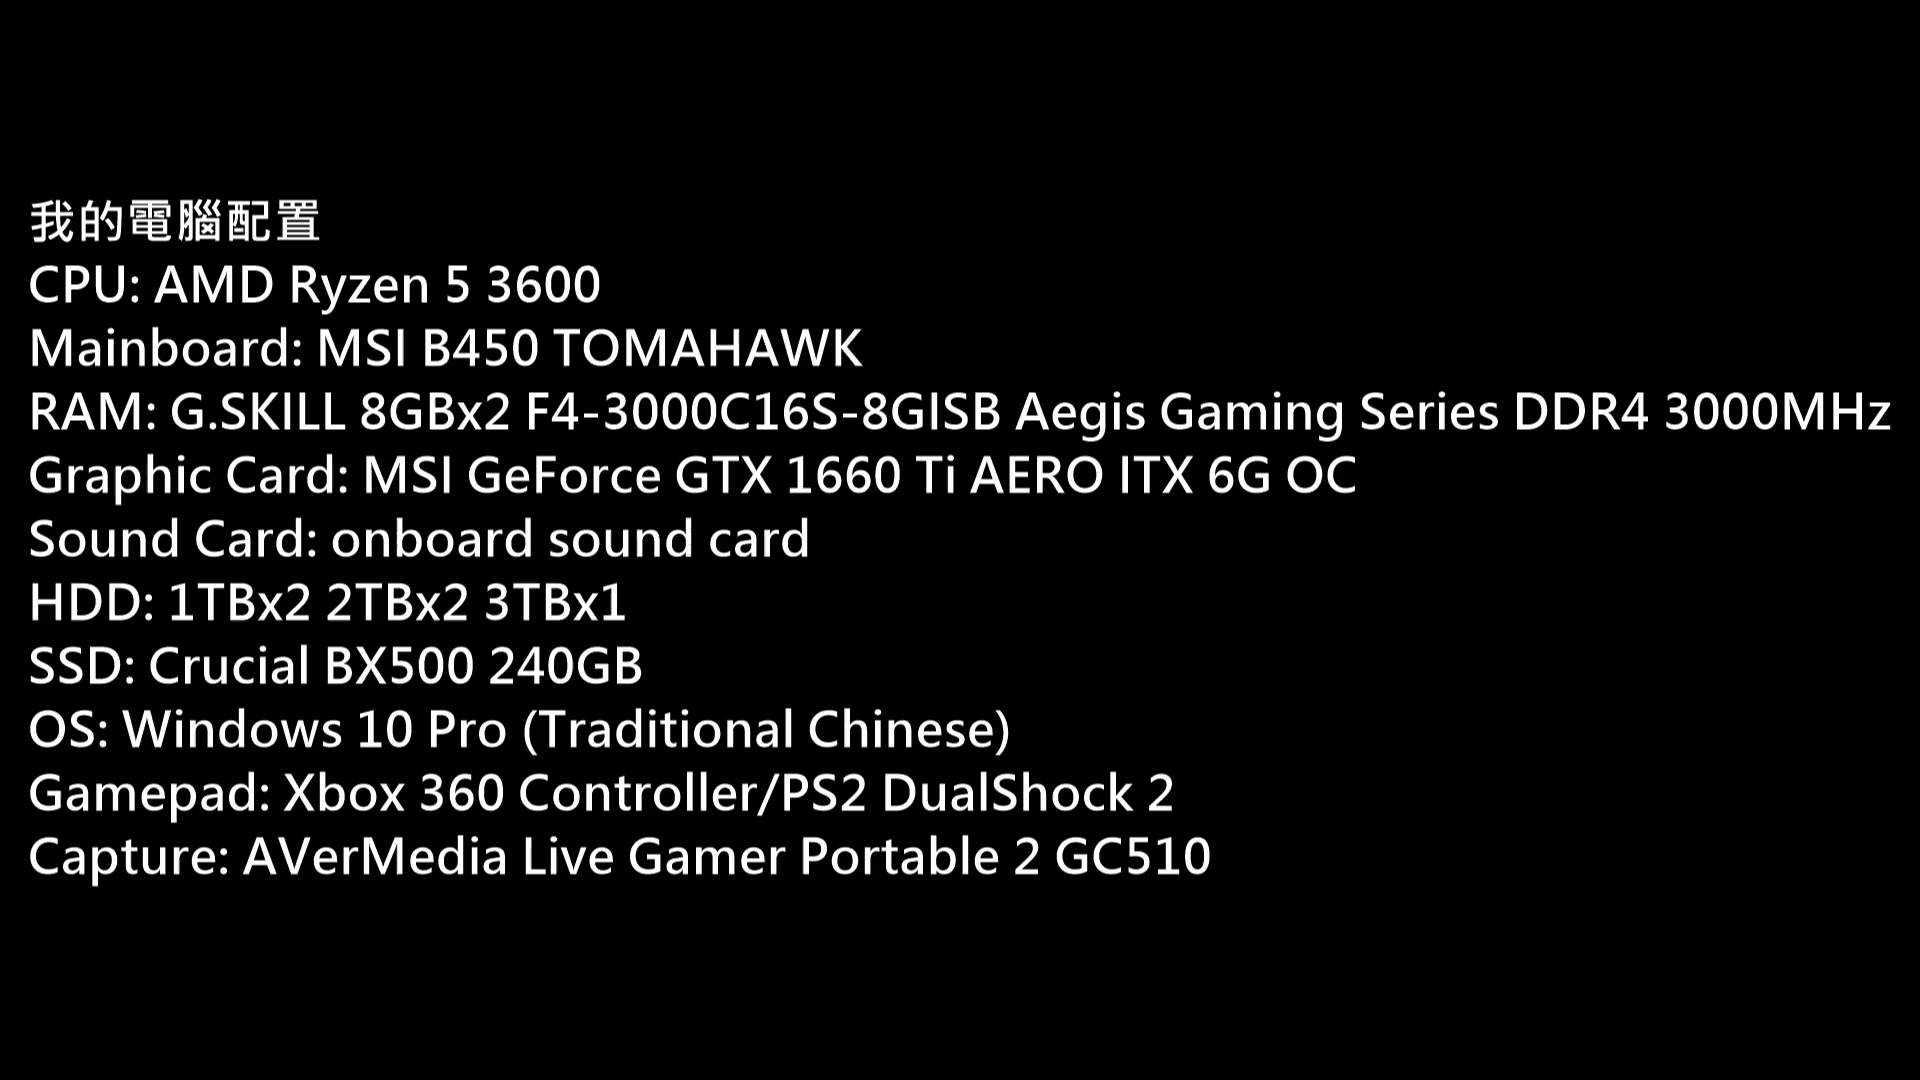 我的電腦配置
CPU: AMD Ryzen 5 3600
Mainboard: MSI B450 TOMAHAWK
RAM: G.SKILL 8GBx2 F4-3000C16S-8GISB Aegis Gaming Series DDR4 3000MHz
Graphic Card: MSI GeForce GTX 1660 Ti AERO ITX 6G OC
Sound Card: onboard sound card
HDD: 1TBx2 2TBx2 3TBx1
SSD: Crucial BX500 240GB
OS: Windows 10 Pro (Traditional Chinese)
Gamepad: Xbox 360 Controller/PS2 DualShock 2
Capture: AVerMedia Live Gamer Portable 2 GC510